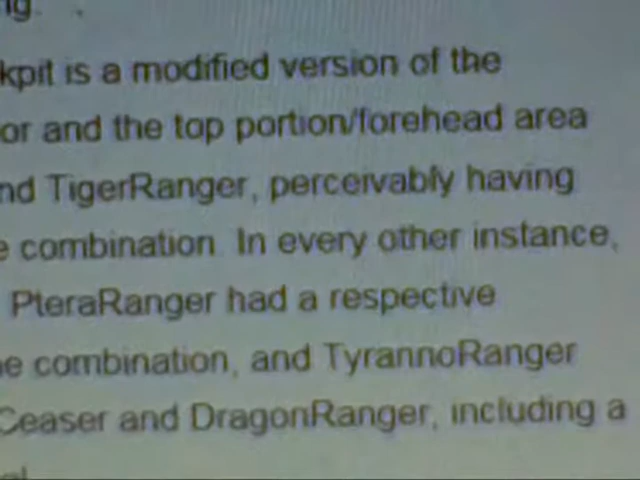 kpit is a modified version of the
or and the top portion/forehead area
nd TigerRanger, perceivably having
e combination. In every other instance,
PteraRanger had a respective
e combination, and TyrannoRanger
Ceaser and DragonRanger, including a